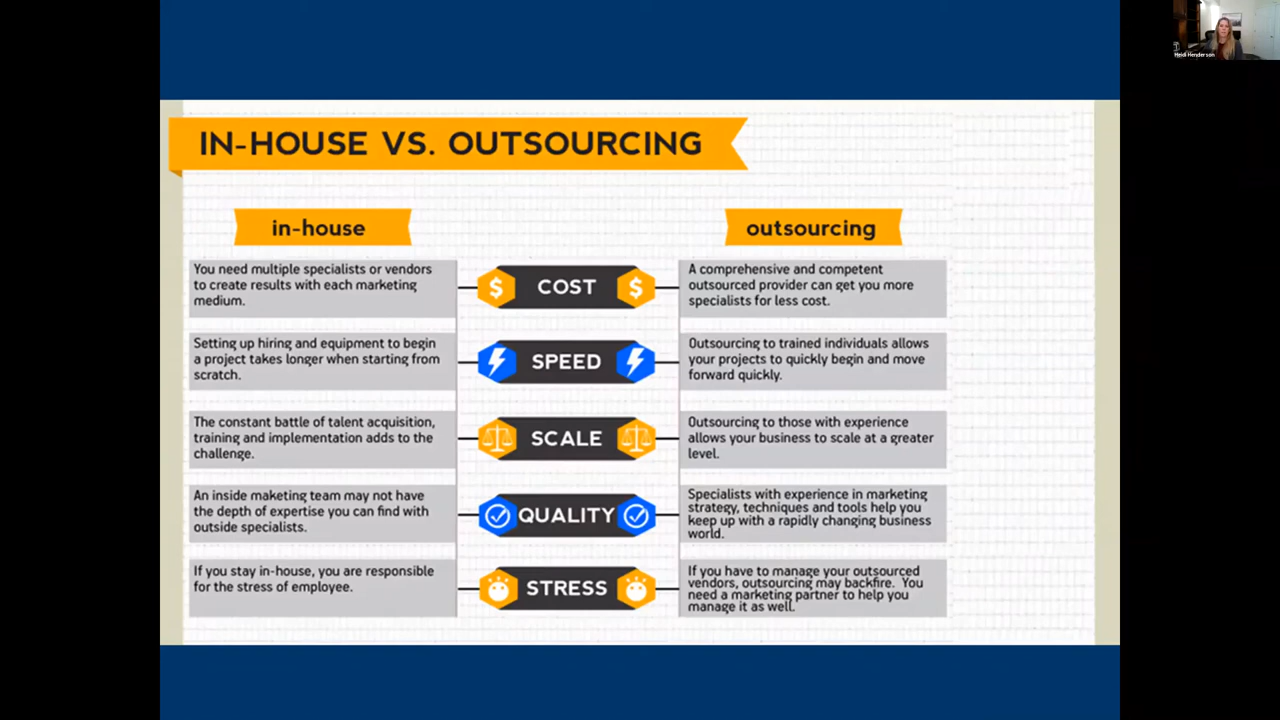 Heidi Henderson
IN-HOUSE VS. OUTSOURCING
in-house
outsourcing
You need multiple specialists or vendors
to create results with each marketing
medium.
COST
A comprehensive and competent
outsourced provider can get you more
specialists for less cost.
Setting up hiring and equipment to begin
a project takes longer when starting from
scratch.
SPEED
Outsourcing to trained individuals allows
your projects to quickly begin and move
forward quickly.
The constant battle of talent acquisition,
training and implementation adds to the
challenge.
SCALE
Outsourcing to those with experience
allows your business to scale at a greater
level.
An inside maketing team may not have
the depth of expertise you can find with
outside specialists.
QUALITY
Specialists with experience in marketing
strategy, techniques and tools help you
keep up with a rapidly changing business
world.
If you stay in-house, you are responsible
for the stress of employee.
STRESS
If you have to manage your outsourced
vendors, outsourcing may backfire. You
need a marketing partner to help you
manage it as well.